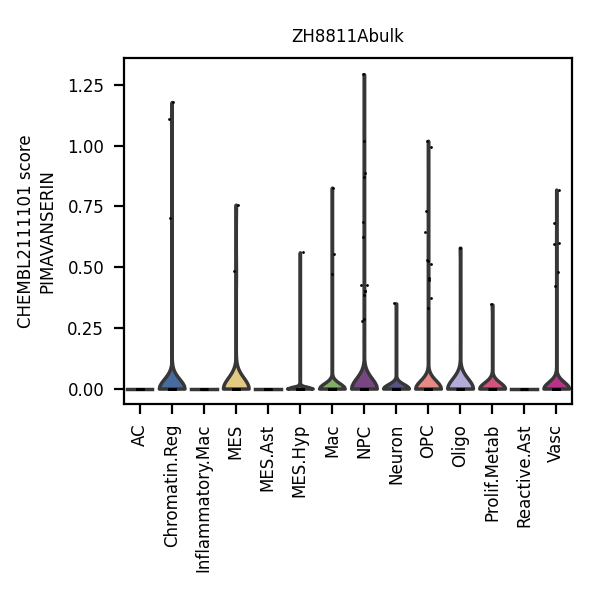 ZH8811Abulk
CHEMBL2111101 score
PIMAVANSERIN
1.25
1.00
0.75
0.50
0.25
0.00
AC
Chromatin.Reg
Inflammatory.Mac
MES
MES.Ast
MES.Hyp
Mac
NPC
Neuron
OPC
Oligo
Prolif.Metab
Reactive.Ast
Vasc